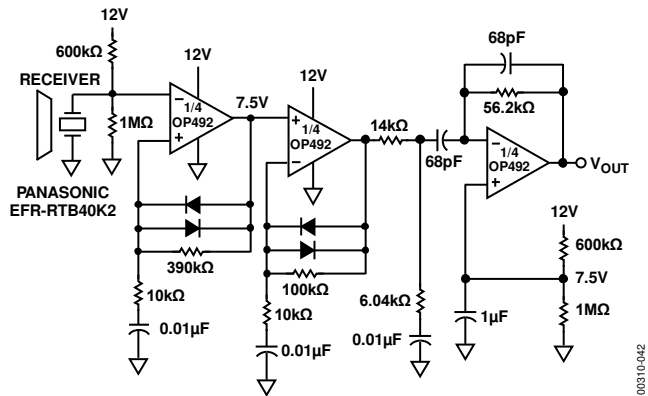 12V
600kΩ
RECEIVER
1MΩ
PANASONIC
EFR-RTB40K2
12V
–
1/4
OP492
+
7.5V
390kΩ
10kΩ
0.01µF
12V
+
1/4
OP492
–
100kΩ
10kΩ
0.01µF
14kΩ
68pF
6.04kΩ
0.01µF
68pF
56.2kΩ
–
1/4
OP492
+
VOUT
12V
600kΩ
7.5V
1µF
1MΩ
00310-042